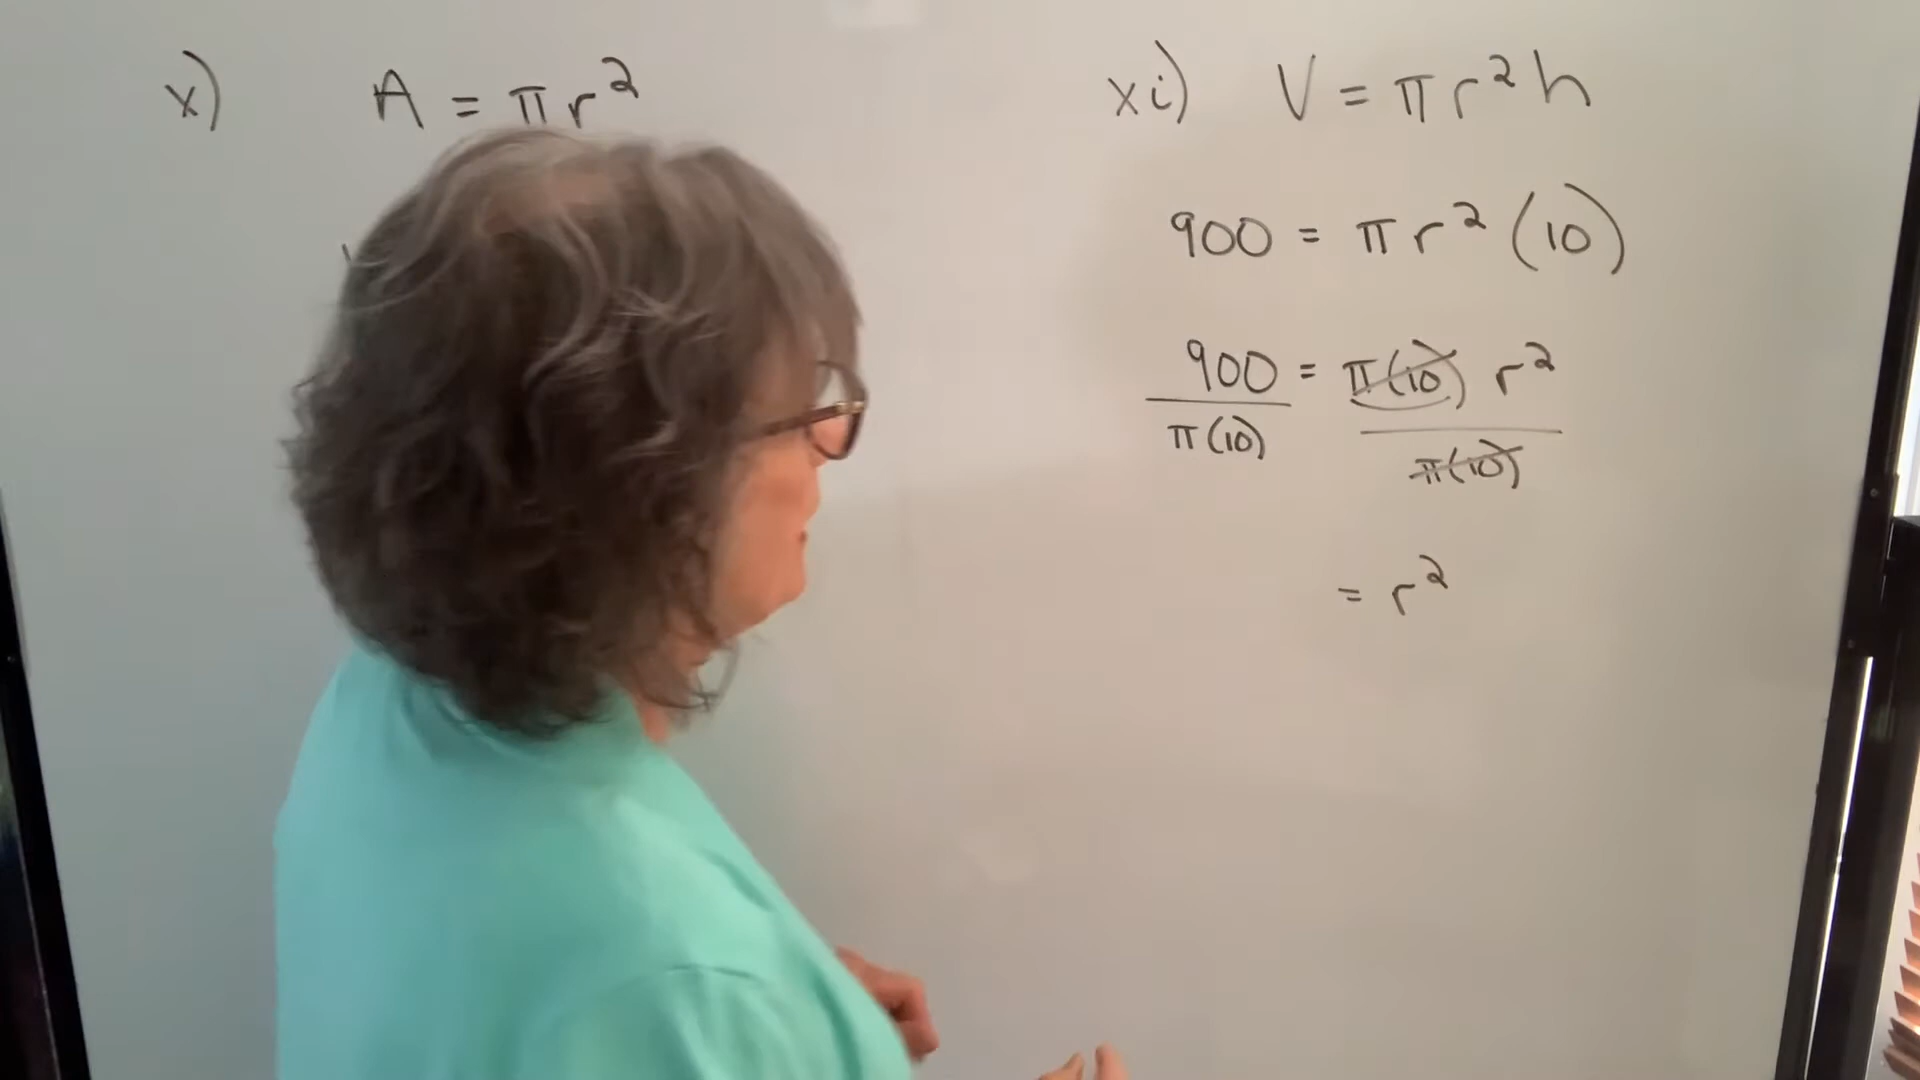 x) A = πr²
xi) V = πr²h
900 = πr²(10)
900 = π(10) r²
π(10) π(10)
= r²